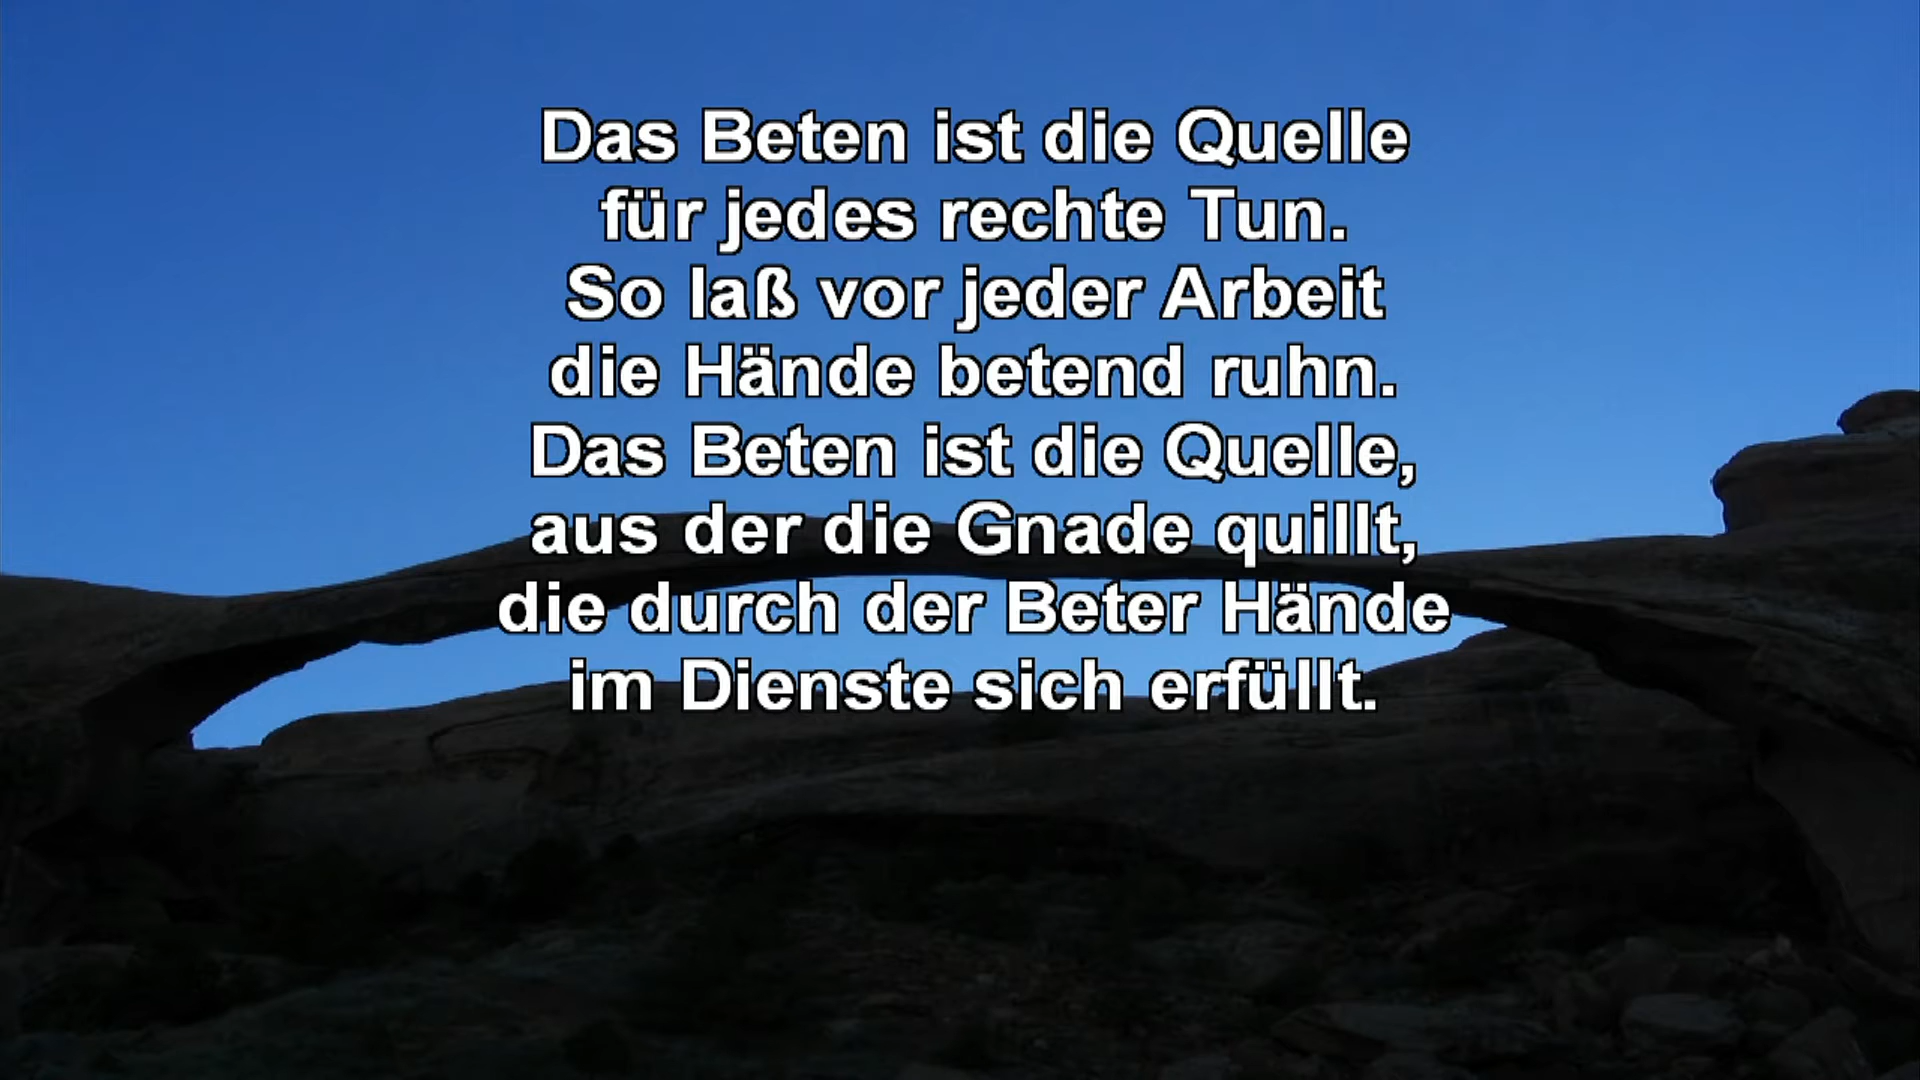 Das Beten ist die Quelle
für jedes rechte Tun.
So laß vor jeder Arbeit
die Hände betend ruhn.
Das Beten ist die Quelle,
aus der die Gnade quillt,
die durch der Beter Hände
im Dienste sich erfüllt.